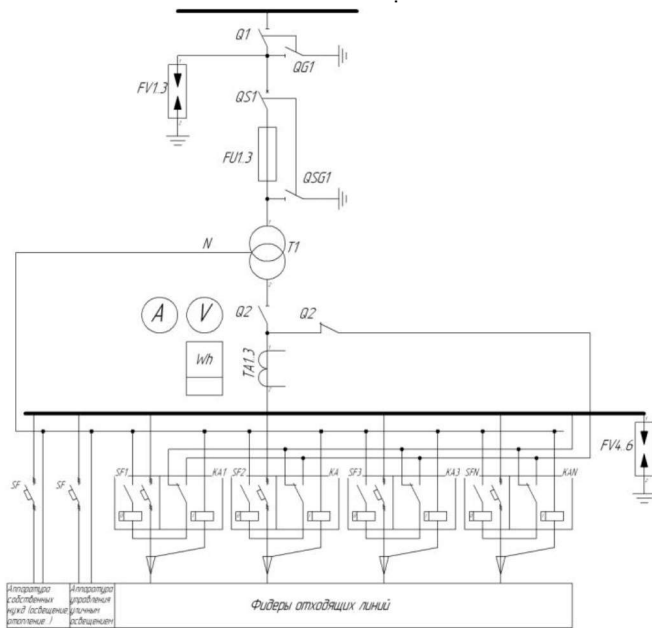 Q1
QG1
FV1.3
QS1
FU1.3
QSG1
N
T1
A
V
Q2
Q2
Wh
TA1.3
FV4.6
SF
SF
SF1
KA1
SF2
KA
SF3
KA3
SFN
KAN
Аппаратура
собственных
нужд (освещение,
отопление )
Аппаратура
управления
уличным
освещением
Фидеры отходящих линий